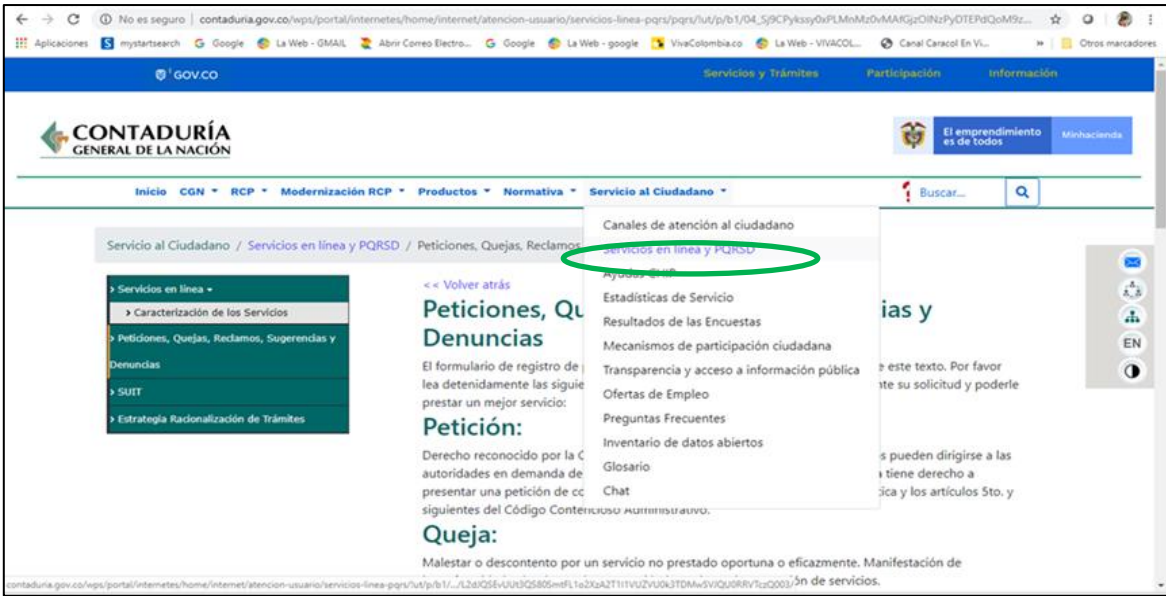 No es seguro | contaduria.gov.co/wps/portal/internetes/home/internet/atencion-usuario/servicios-linea-pqrs/pqrs/
Aplicaciones mystartsearch Google La Web - GMAIL Abrir Correo Electro... Google La Web - google VivaColombia.co La Web - VIVACOL... Canal Caracol En Vi... » Otros marcadores
GOV.CO Servicios y Trámites Participación Información
CONTADURÍA
GENERAL DE LA NACIÓN
El emprendimiento
es de todos
Minhacienda
Inicio CGN RCP Modernización RCP Productos Normativa Servicio al Ciudadano Buscar...
Canales de atención al ciudadano
Servicios en línea y PQRSD
Ayudas CHIP
Estadísticas de Servicio
Resultados de las Encuestas
Mecanismos de participación ciudadana
Transparencia y acceso a información pública
Ofertas de Empleo
Preguntas Frecuentes
Inventario de datos abiertos
Glosario
Chat
Servicio al Ciudadano / Servicios en línea y PQRSD / Peticiones, Quejas, Reclamos
> Servicios en línea
> Caracterización de los Servicios
> Peticiones, Quejas, Reclamos, Sugerencias y
Denuncias
> SUIT
> Estrategia Racionalización de Trámites
<< Volver atrás
Peticiones, Qu ias y
Denuncias
El formulario de registro de e este texto. Por favor
lea detenidamente las siguie nte su solicitud y poderle
prestar un mejor servicio:
Petición:
Derecho reconocido por la C s pueden dirigirse a las
autoridades en demanda de a tiene derecho a
presentar una petición de co ica y los artículos 5to. y
siguientes del Código Contencioso Administrativo.
Queja:
Malestar o descontento por un servicio no prestado oportuna o eficazmente. Manifestación de
ón de servicios.
EN